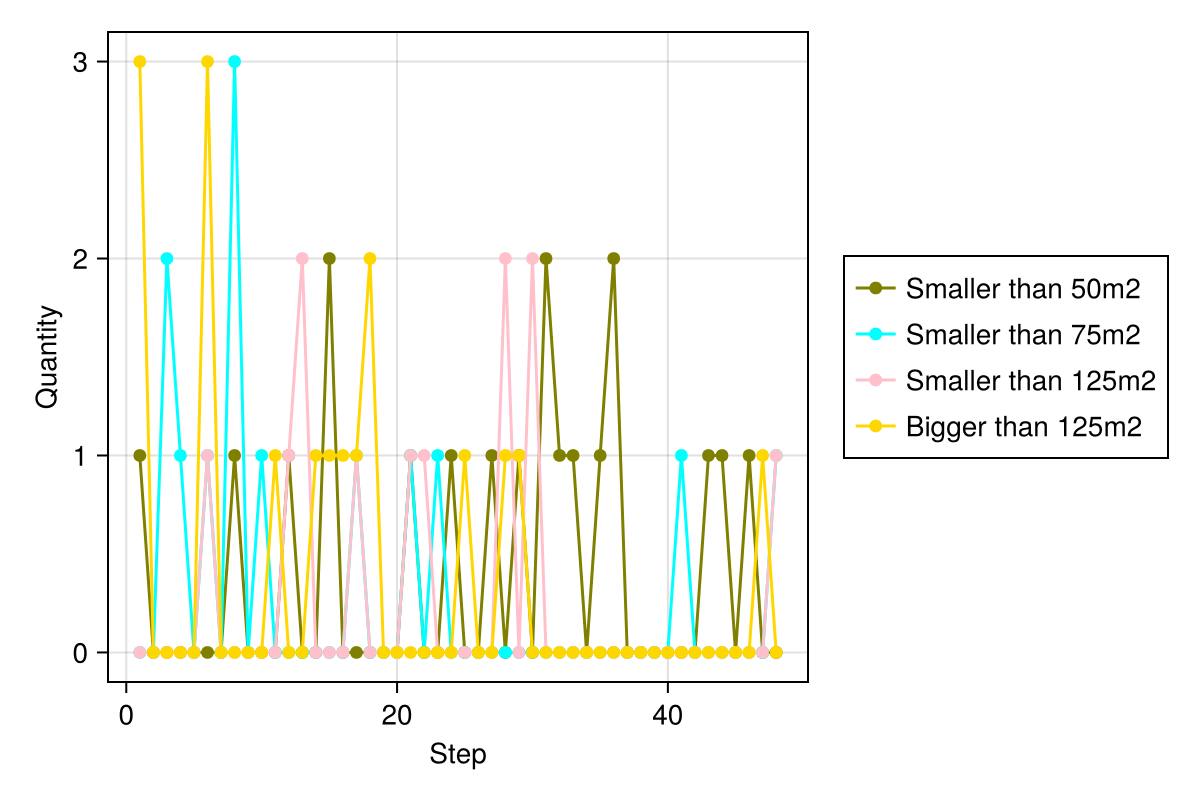 3
2
1
0
0
20
40
Quantity
Step
Smaller than 50m2
Smaller than 75m2
Smaller than 125m2
Bigger than 125m2